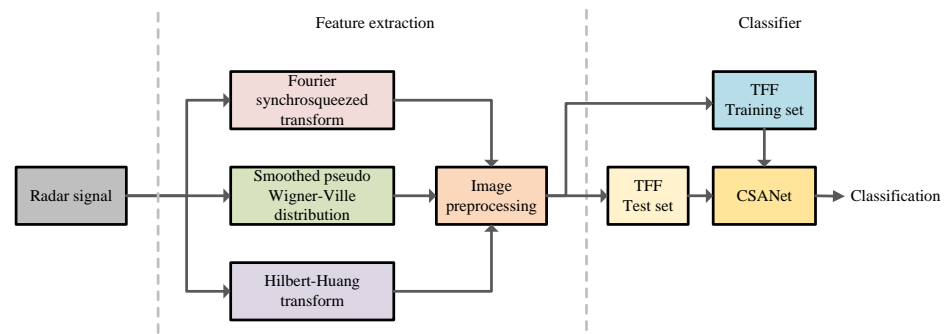 Feature extraction
Classifier
Fourier
synchrosqueezed
transform
TFF
Training set
Radar signal
Smoothed pseudo
Wigner-Ville
distribution
Image
preprocessing
TFF
Test set
CSANet
Classification
Hilbert-Huang
transform